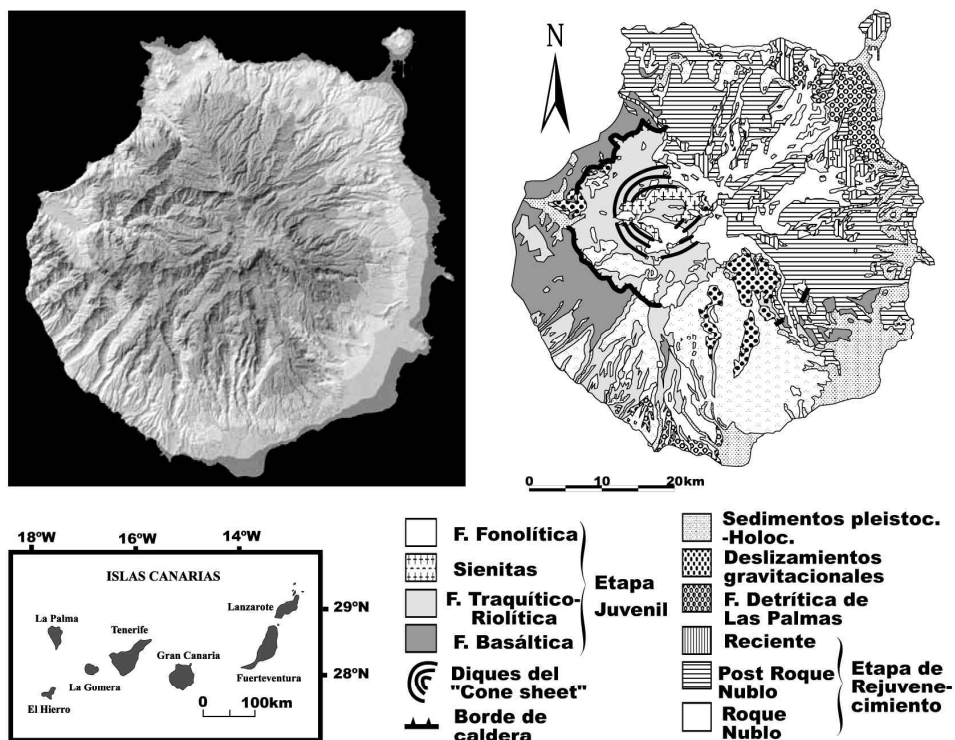 N
0 10 20km
18ºW 16ºW 14ºW
ISLAS CANARIAS
Lanzarote
29ºN
La Palma
Tenerife
Gran Canaria
28ºN
La Gomera
Fuerteventura
El Hierro
0 100km
F. Fonolítica
Sienitas
F. Traquítico-
Riolítica
F. Basáltica
Etapa
Juvenil
Diques del
"Cone sheet"
Borde de
caldera
Sedimentos pleistoc.
-Holoc.
Deslizamientos
gravitacionales
F. Detrítica de
Las Palmas
Reciente
Post Roque
Nublo
Roque
Nublo
Etapa de
Rejuvene-
cimiento